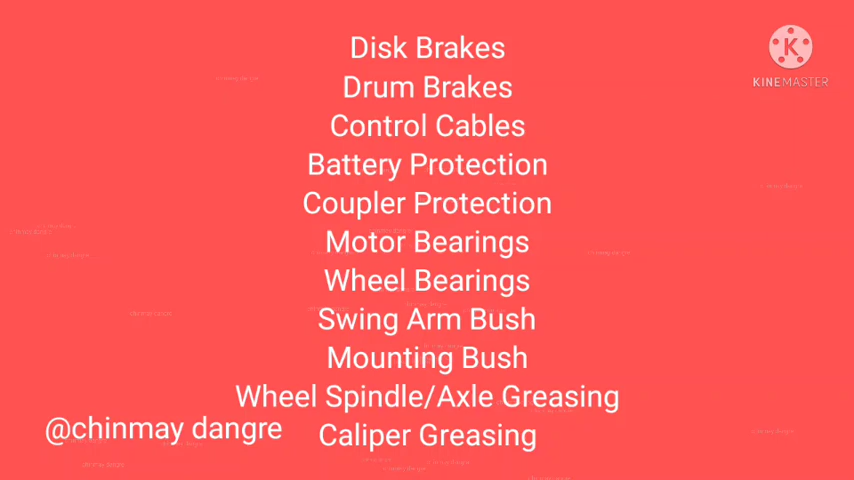 Disk Brakes
KINEMASTER
Drum Brakes
Control Cables
Battery Protection
Coupler Protection
Motor Bearings
Wheel Bearings
Swing Arm Bush
Mounting Bush
Wheel Spindle/Axle Greasing
@chinmay dangre
Caliper Greasing